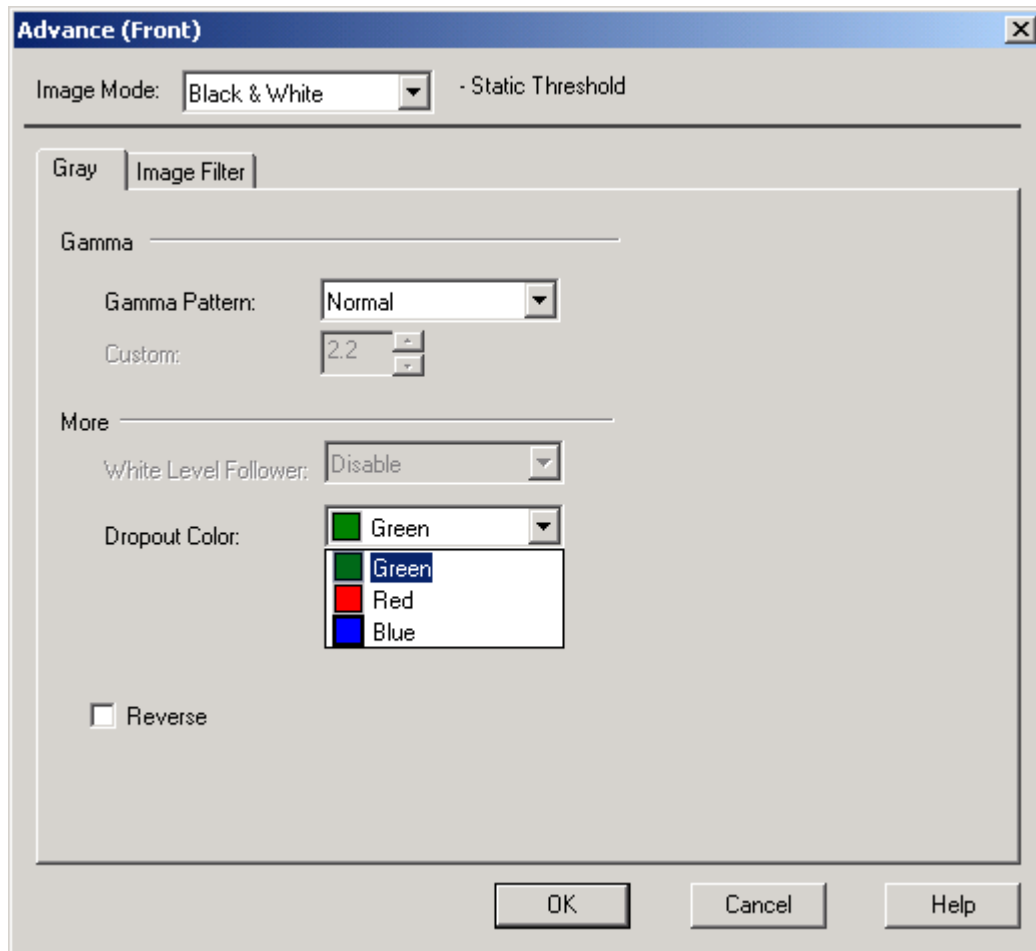 Advance (Front)
Image Mode: Black & White - Static Threshold
Gray Image Filter
Gamma
Gamma Pattern: Normal
Custom: 2.2
More
White Level Follower: Disable
Dropout Color: Green
Green
Red
Blue
Reverse
OK Cancel Help